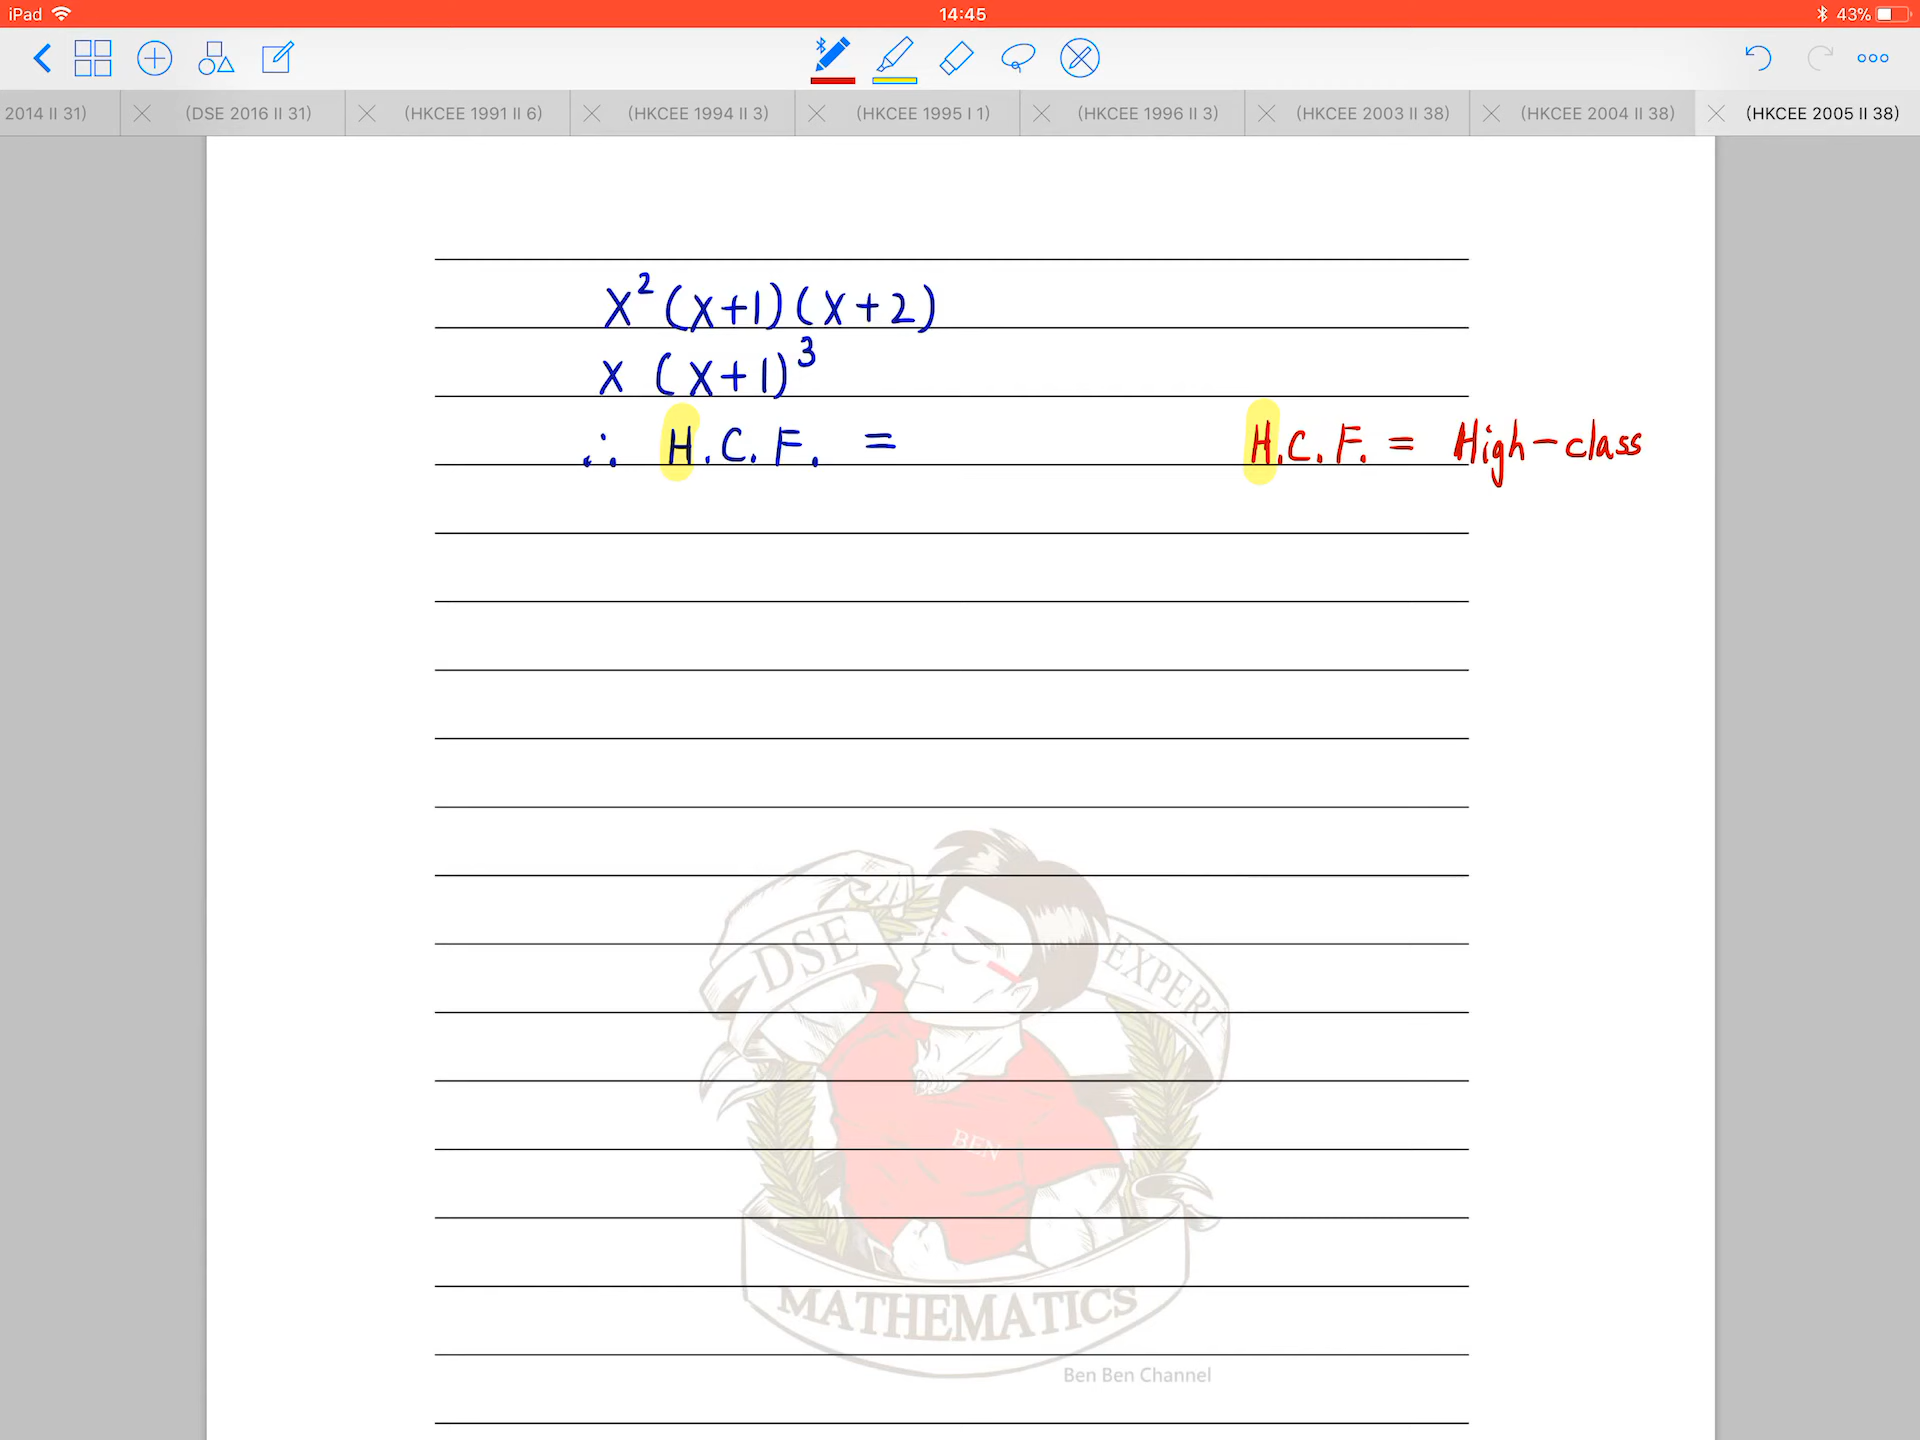 iPad 14:45 43%
2014 II 31) (DSE 2016 II 31) (HKCEE 1991 II 6) (HKCEE 1994 II 3) (HKCEE 1995 I 1) (HKCEE 1996 II 3) (HKCEE 2003 II 38) (HKCEE 2004 II 38) (HKCEE 2005 II 38)
x²(x+1)(x+2)
x (x+1)³
∴ H.C.F. = H.C.F. = High-class
DSE EXPERT
BEN
MATHEMATICS
Ben Ben Channel